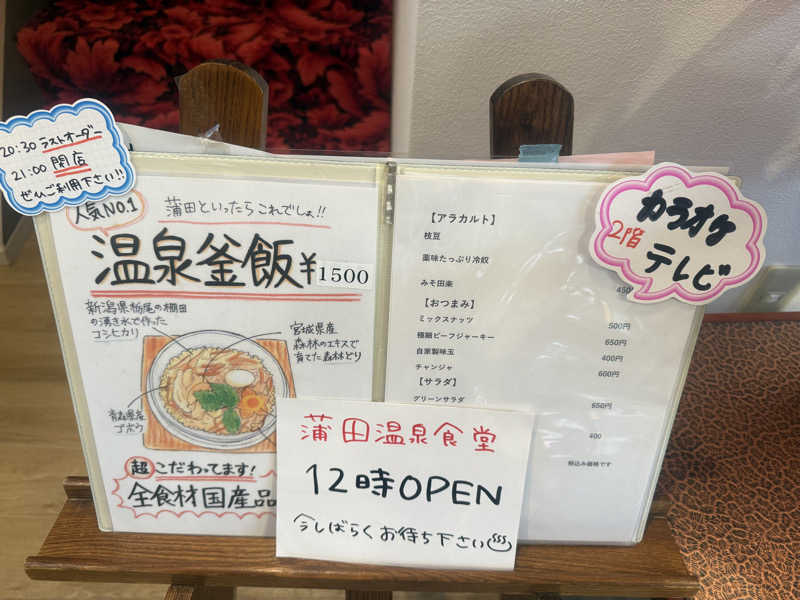 20:30 ラストオーダー
21:00 閉店
ぜひご利用下さい!!
人気NO.1
蒲田といったらこれでしょ!!
温泉釜飯 ¥1500
新潟県栃尾の棚田
の湧き水で作った
コシヒカリ
宮城県産
森林のエキスで
育てた森林どり
青森県産
ゴボウ
超こだわってます!
全食材国産品
【アラカルト】
枝豆
薬味たっぷり冷奴
みそ田楽
450
【おつまみ】
ミックスナッツ
500円
極細ビーフジャーキー
650円
自家製味玉
400円
チャンジャ
600円
【サラダ】
グリーンサラダ
650円
400
税込み価格です
カラオケ
2階
テレビ
蒲田温泉食堂
12時OPEN
今しばらくお待ち下さい♨